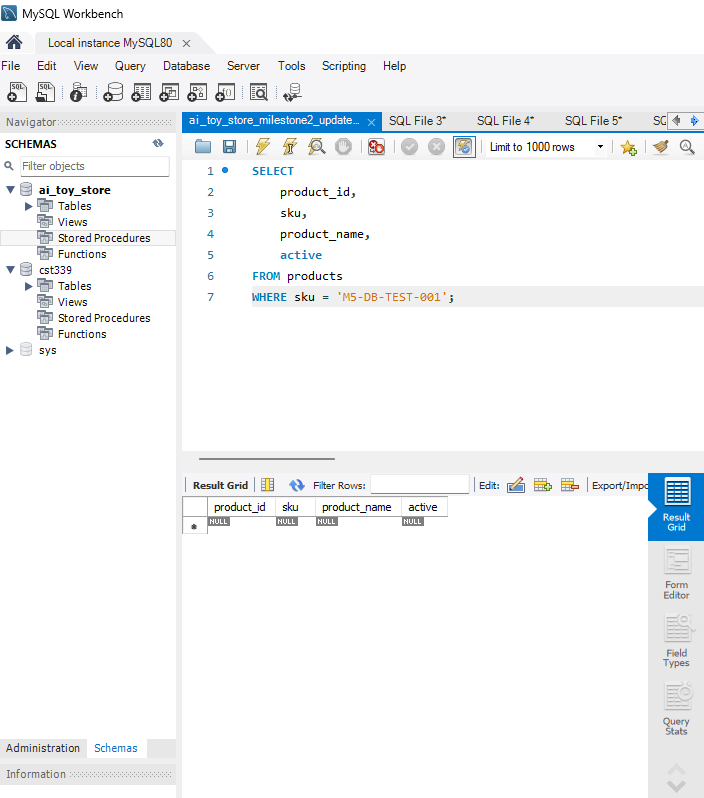 MySQL Workbench
Local instance MySQL80 ×
File Edit View Query Database Server Tools Scripting Help
Navigator
SCHEMAS
Filter objects
ai_toy_store
Tables
Views
Stored Procedures
Functions
cst339
Tables
Views
Stored Procedures
Functions
sys
Administration Schemas
Information
ai_toy_store_milestone2_update... × SQL File 3* SQL File 4* SQL File 5* SQ
Limit to 1000 rows
1 SELECT
2 product_id,
3 sku,
4 product_name,
5 active
6 FROM products
7 WHERE sku = 'M5-DB-TEST-001';
Result Grid Filter Rows: Edit: Export/Impo
product_id sku product_name active
NULL NULL NULL NULL
Result
Grid
Form
Editor
Field
Types
Query
Stats